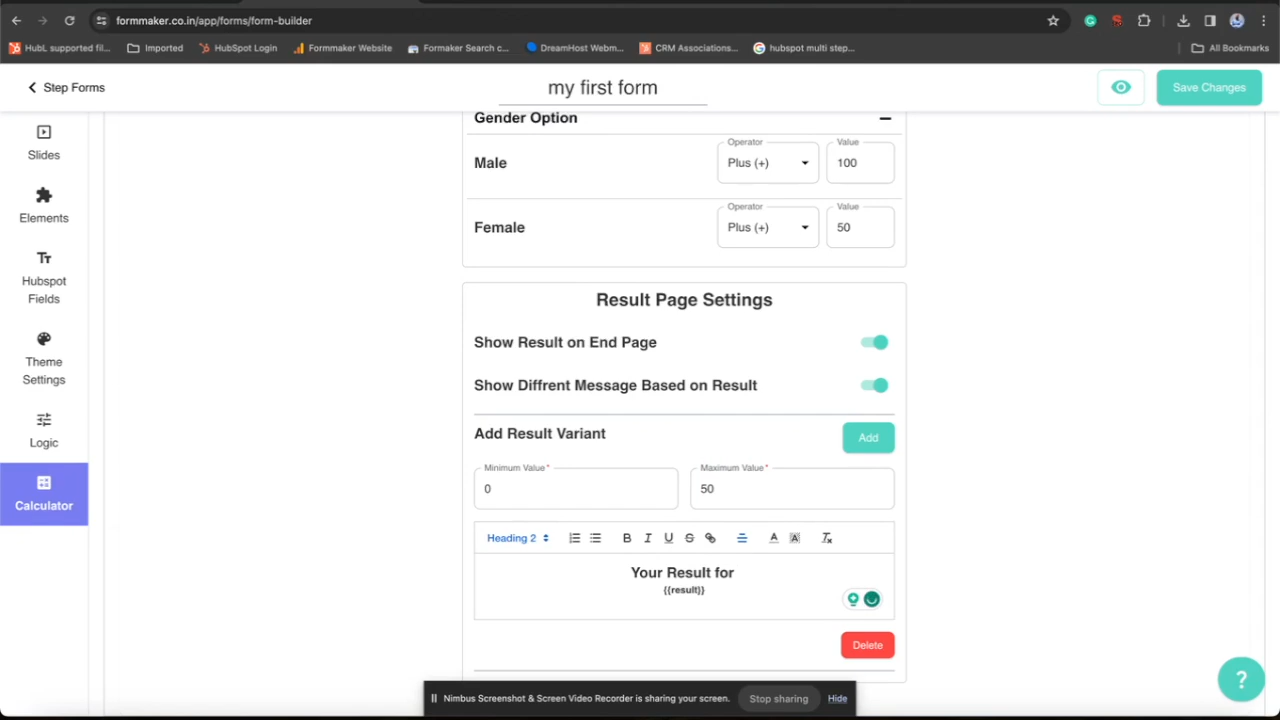 formmaker.co.in/app/forms/form-builder
HubL supported fil...
Imported
HubSpot Login
Formmaker Website
Formaker Search c...
DreamHost Webm...
CRM Associations...
hubspot multi step...
All Bookmarks
Step Forms
my first form
Save Changes
Slides
Elements
Hubspot
Fields
Theme
Settings
Logic
Calculator
Gender Option
Male
Operator
Plus (+)
Value
100
Female
Operator
Plus (+)
Value
50
Result Page Settings
Show Result on End Page
Show Diffrent Message Based on Result
Add Result Variant
Add
Minimum Value*
0
Maximum Value*
50
Heading 2
Your Result for
{{result}}
Delete
Nimbus Screenshot & Screen Video Recorder is sharing your screen.
Stop sharing
Hide
?